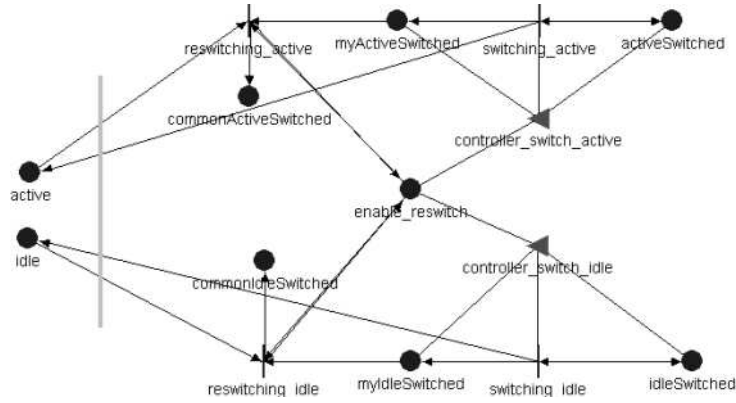 reswitching_active
myActiveSwitched
switching_active
activeSwitched
commonActiveSwitched
controller_switch_active
active
enable_reswitch
idle
commonIdleSwitched
controller_switch_idle
reswitching_idle
myIdleSwitched
switching_idle
idleSwitched